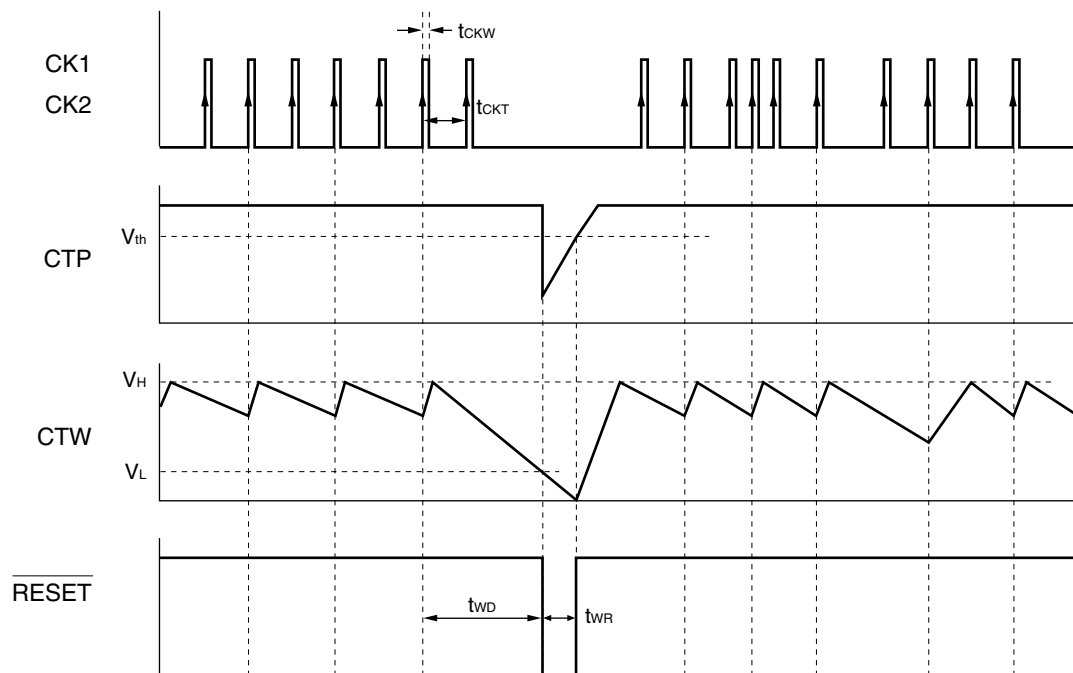 tCKW
CK1
CK2
tCKT
Vth
CTP
VH
CTW
VL
RESET
tWD
tWR